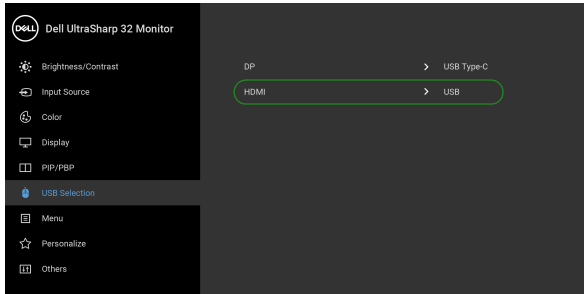 DELL Dell UltraSharp 32 Monitor
Brightness/Contrast
Input Source
Color
Display
PIP/PBP
USB Selection
Menu
Personalize
Others
DP > USB Type-C
HDMI > USB